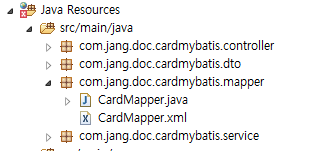 Java Resources
src/main/java
com.jang.doc.cardmybatis.controller
com.jang.doc.cardmybatis.dto
com.jang.doc.cardmybatis.mapper
CardMapper.java
CardMapper.xml
com.jang.doc.cardmybatis.service